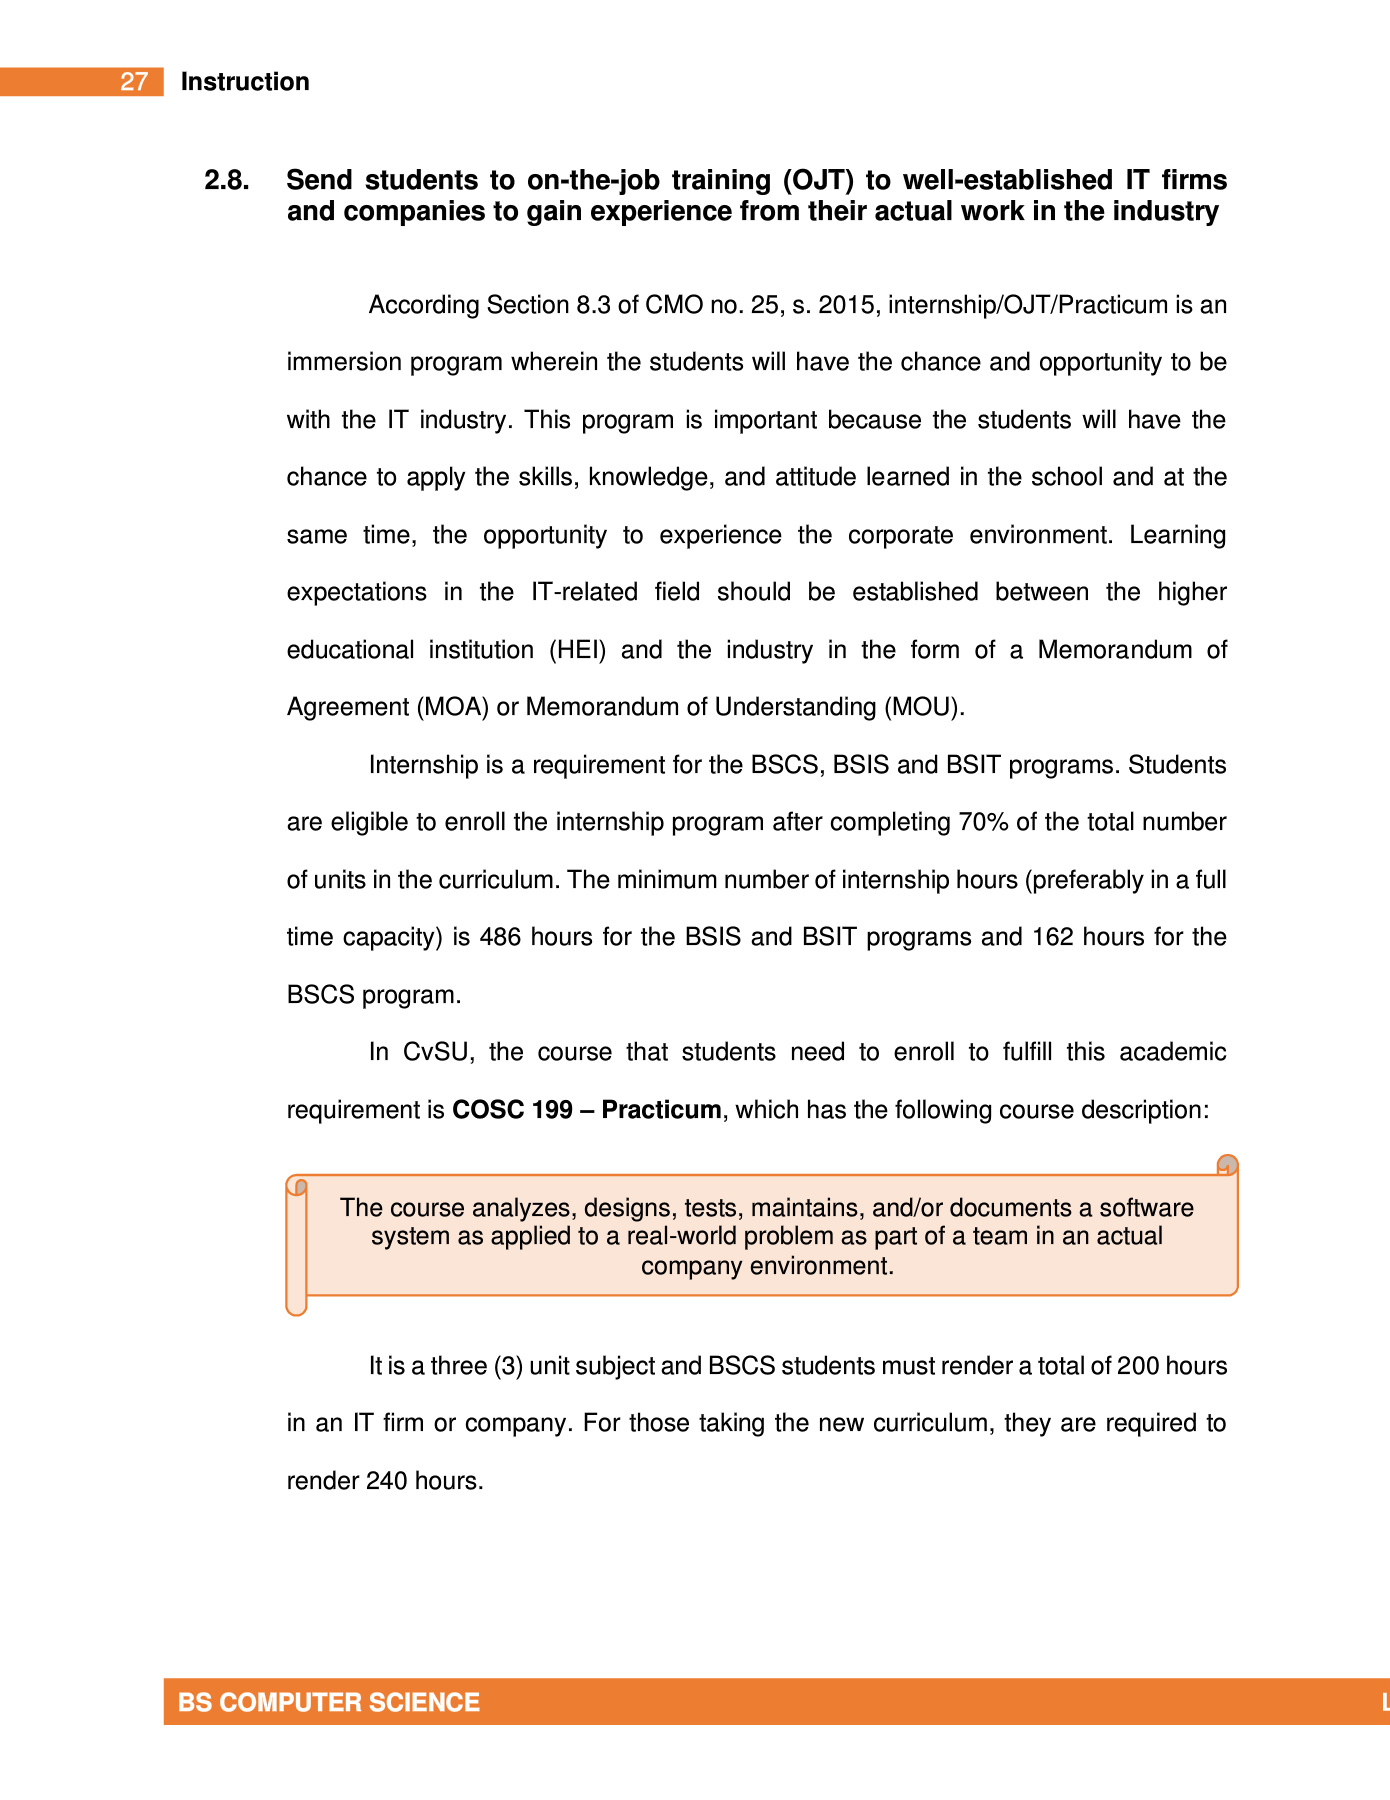 27 Instruction
2.8. Send students to on-the-job training (OJT) to well-established IT firms
and companies to gain experience from their actual work in the industry
According Section 8.3 of CMO no. 25, s. 2015, internship/OJT/Practicum is an
immersion program wherein the students will have the chance and opportunity to be
with the IT industry. This program is important because the students will have the
chance to apply the skills, knowledge, and attitude learned in the school and at the
same time, the opportunity to experience the corporate environment. Learning
expectations in the IT-related field should be established between the higher
educational institution (HEI) and the industry in the form of a Memorandum of
Agreement (MOA) or Memorandum of Understanding (MOU).
Internship is a requirement for the BSCS, BSIS and BSIT programs. Students
are eligible to enroll the internship program after completing 70% of the total number
of units in the curriculum. The minimum number of internship hours (preferably in a full
time capacity) is 486 hours for the BSIS and BSIT programs and 162 hours for the
BSCS program.
In CvSU, the course that students need to enroll to fulfill this academic
requirement is COSC 199 – Practicum, which has the following course description:
The course analyzes, designs, tests, maintains, and/or documents a software
system as applied to a real-world problem as part of a team in an actual
company environment.
It is a three (3) unit subject and BSCS students must render a total of 200 hours
in an IT firm or company. For those taking the new curriculum, they are required to
render 240 hours.
BS COMPUTER SCIENCE